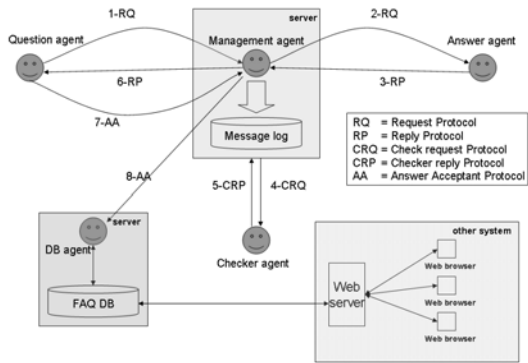 1-RQ
server
2-RQ
Question agent
Management agent
Answer agent
6-RP
3-RP
7-AA
Message log
RQ = Request Protocol
RP = Reply Protocol
CRQ = Check request Protocol
CRP = Checker reply Protocol
AA = Answer Acceptant Protocol
8-AA
5-CRP
4-CRQ
server
DB agent
Checker agent
FAQ DB
other system
Web browser
Web
server
Web browser
Web browser